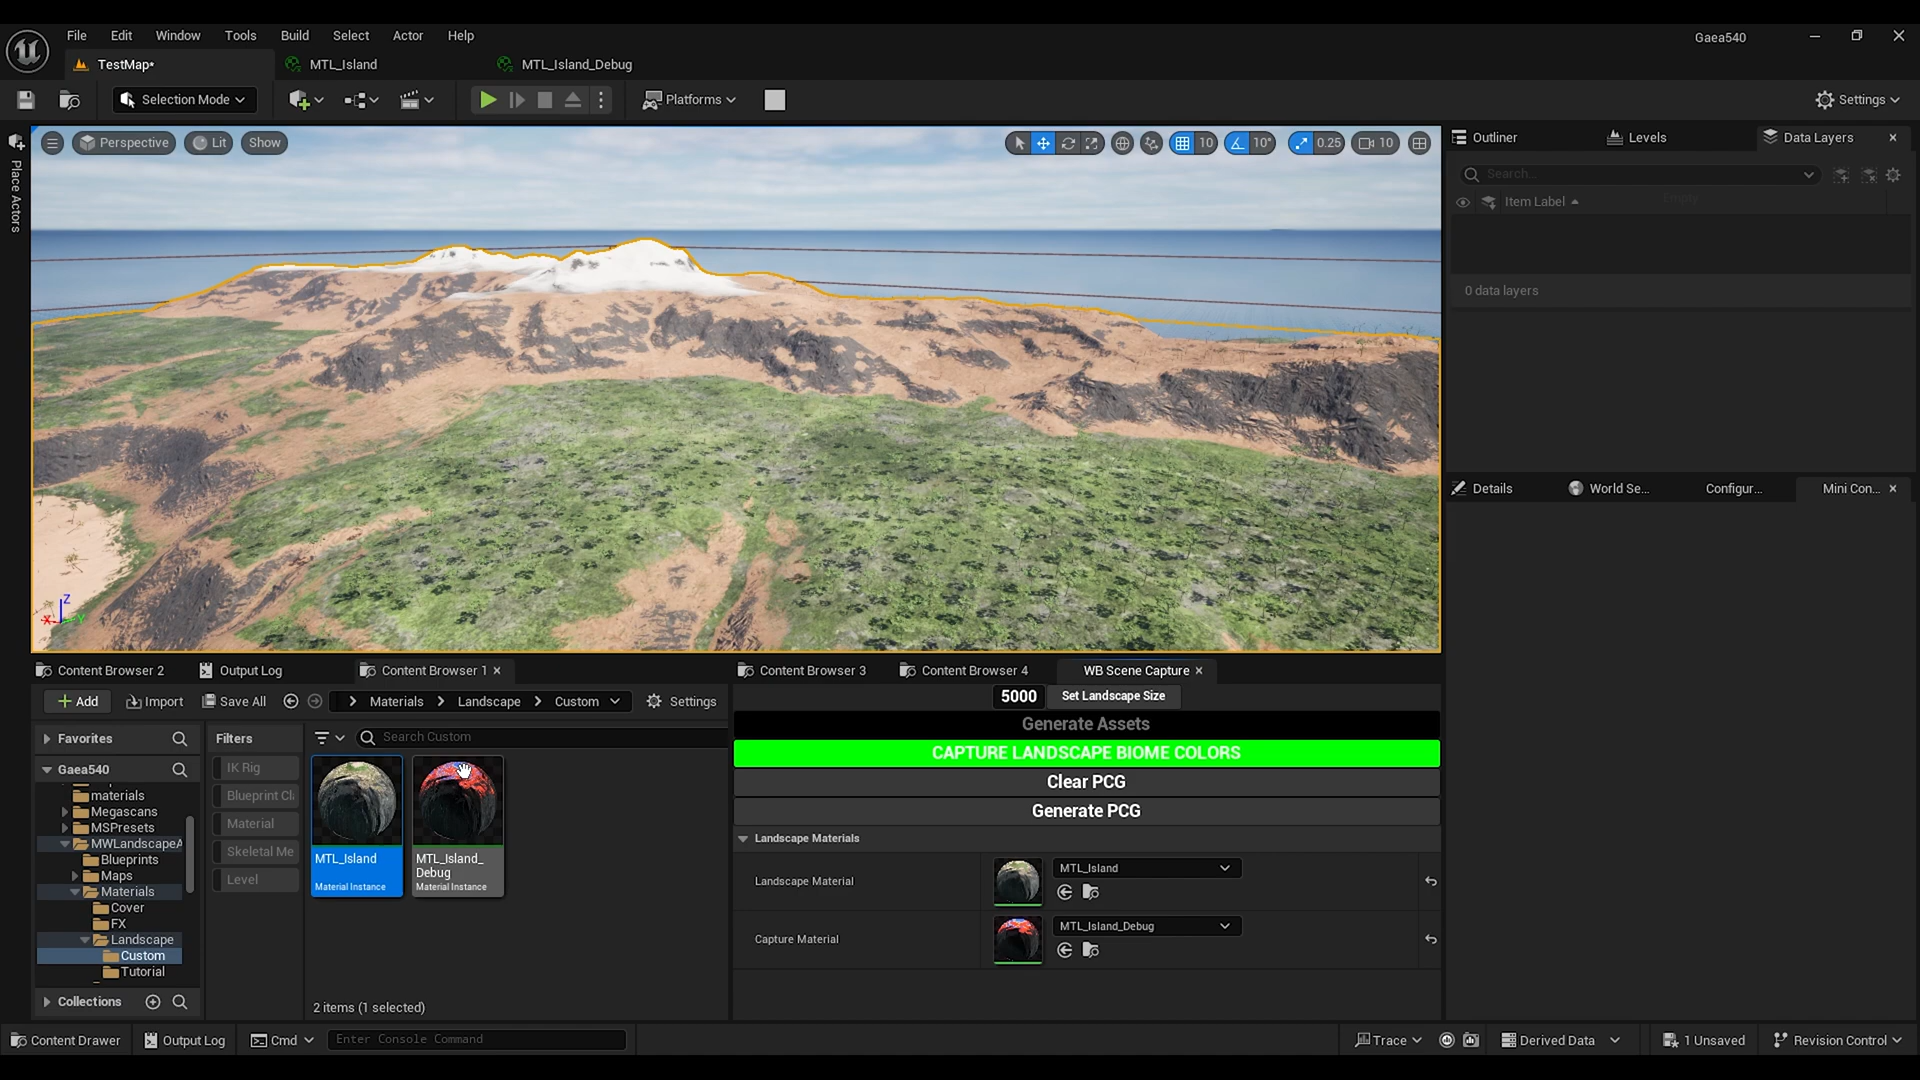 File Edit Window Tools Build Select Actor Help
Gaea540
TestMap*
MTL_Island
MTL_Island_Debug
Selection Mode
Platforms
Settings
Place Actors
Perspective
Lit
Show
10
10°
0.25
10
Outliner
Levels
Data Layers
Search...
Item Label
Empty
0 data layers
Details
World Se...
Configur...
Mini Con...
Z
X
Y
Content Browser 2
Output Log
Content Browser 1
Content Browser 3
Content Browser 4
WB Scene Capture
Add
Import
Save All
Materials
Landscape
Custom
Settings
5000
Set Landscape Size
Generate Assets
CAPTURE LANDSCAPE BIOME COLORS
Clear PCG
Generate PCG
Landscape Materials
Landscape Material
MTL_Island
Capture Material
MTL_Island_Debug
Favorites
Gaea540
materials
Megascans
MSPresets
MWLandscapeA
Blueprints
Maps
Materials
Cover
FX
Landscape
Custom
Tutorial
Collections
Filters
IK Rig
Blueprint Cl
Material
Skeletal Me
Level
Search Custom
MTL_Island
Material Instance
MTL_Island_
Debug
Material Instance
2 items (1 selected)
Content Drawer
Output Log
Cmd
Enter Console Command
Trace
Derived Data
1 Unsaved
Revision Control